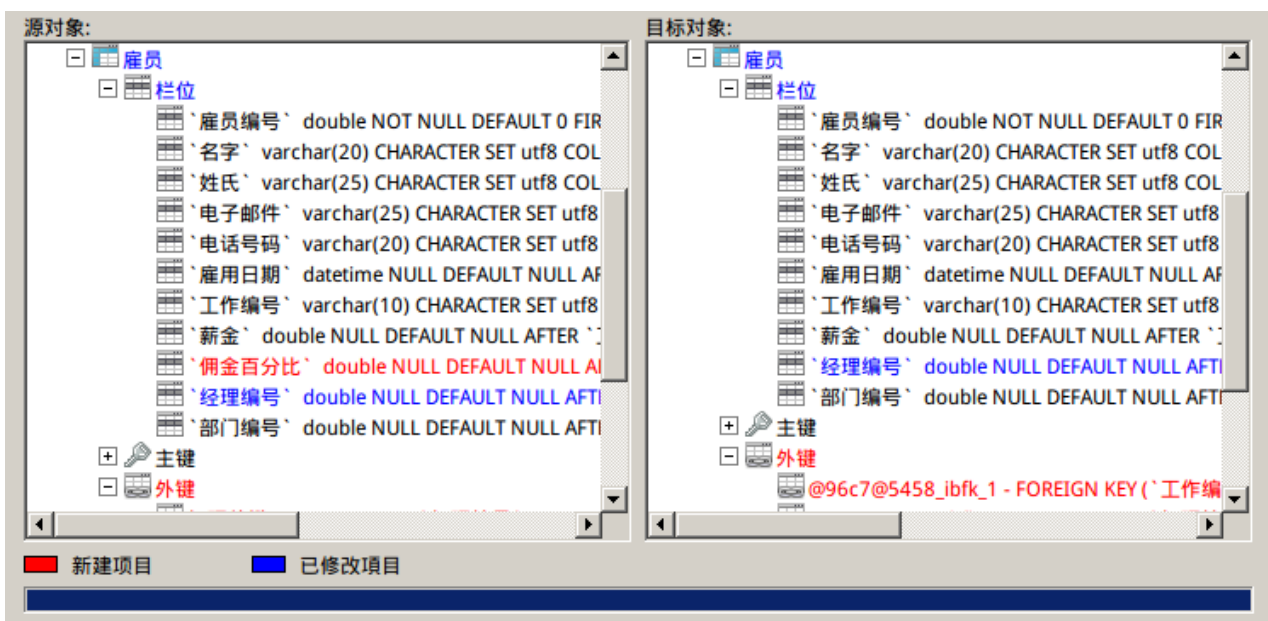 源对象:
雇员
栏位
`雇员编号` double NOT NULL DEFAULT 0 FIR
`名字` varchar(20) CHARACTER SET utf8 COL
`姓氏` varchar(25) CHARACTER SET utf8 COL
`电子邮件` varchar(25) CHARACTER SET utf8
`电话号码` varchar(20) CHARACTER SET utf8
`雇用日期` datetime NULL DEFAULT NULL AF
`工作编号` varchar(10) CHARACTER SET utf8
`薪金` double NULL DEFAULT NULL AFTER `工
`佣金百分比` double NULL DEFAULT NULL AF
`经理编号` double NULL DEFAULT NULL AFTE
`部门编号` double NULL DEFAULT NULL AFTE
主键
外键
目标对象:
雇员
栏位
`雇员编号` double NOT NULL DEFAULT 0 FIR
`名字` varchar(20) CHARACTER SET utf8 COL
`姓氏` varchar(25) CHARACTER SET utf8 COL
`电子邮件` varchar(25) CHARACTER SET utf8
`电话号码` varchar(20) CHARACTER SET utf8
`雇用日期` datetime NULL DEFAULT NULL AF
`工作编号` varchar(10) CHARACTER SET utf8
`薪金` double NULL DEFAULT NULL AFTER `工
`经理编号` double NULL DEFAULT NULL AFTE
`部门编号` double NULL DEFAULT NULL AFTE
主键
外键
@96c7@5458_ibfk_1 - FOREIGN KEY (`工作编
新建项目
已修改項目